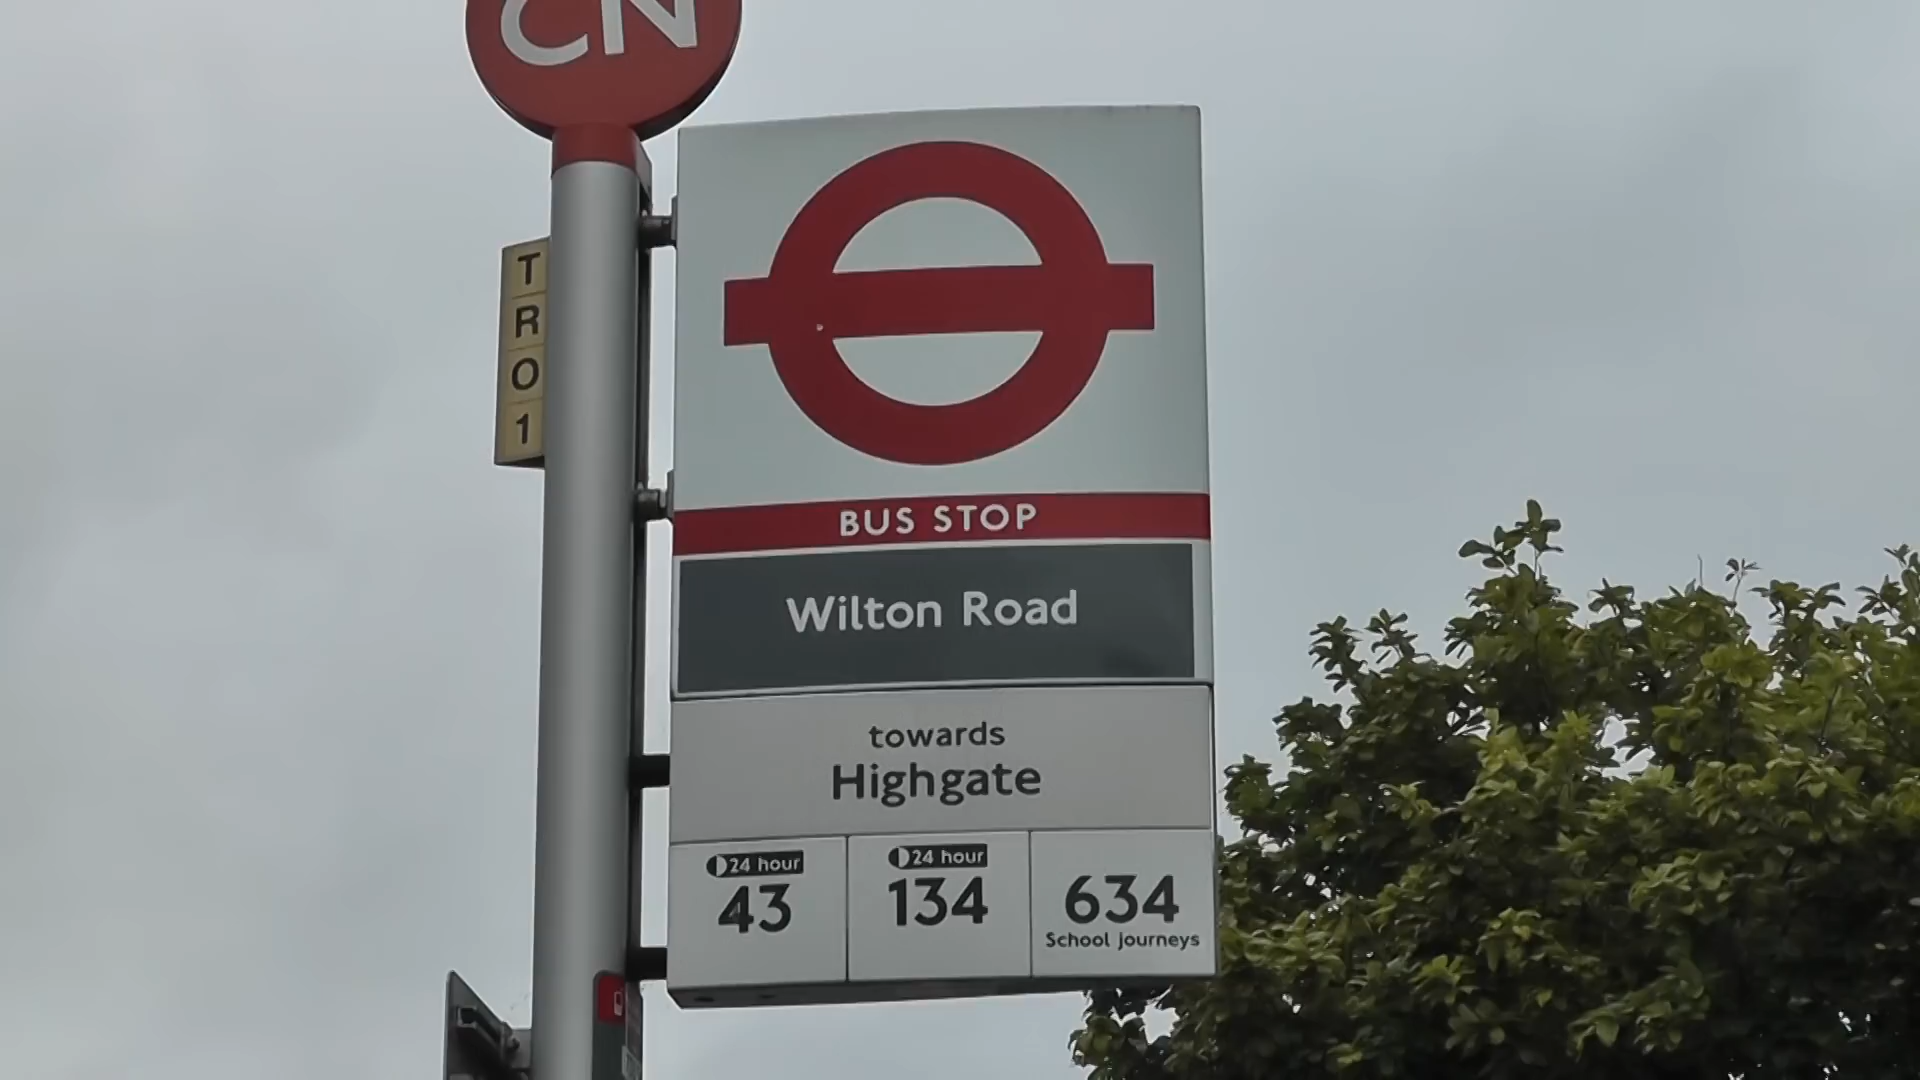 CN
T
R
O
1
BUS STOP
Wilton Road
towards
Highgate
24 hour
43
24 hour
134
634
School journeys